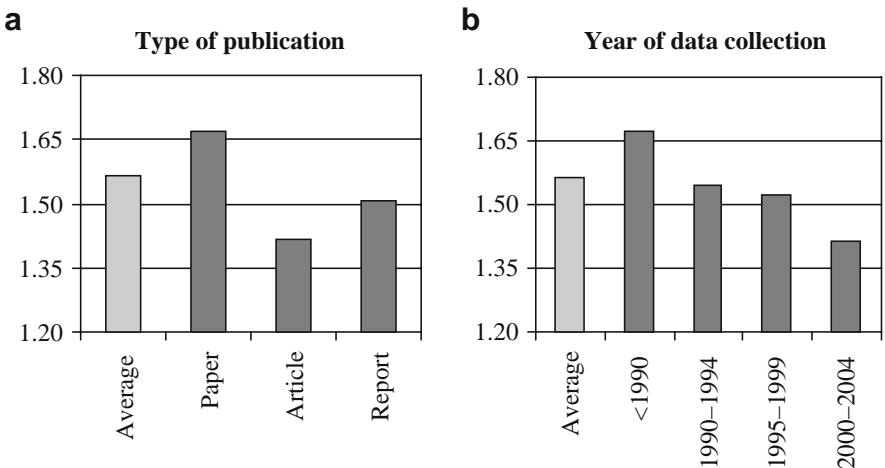 a
Type of publication
1.80
1.65
1.50
1.35
1.20
Average
Paper
Article
Report
b
Year of data collection
1.80
1.65
1.50
1.35
1.20
Average
<1990
1990–1994
1995–1999
2000–2004